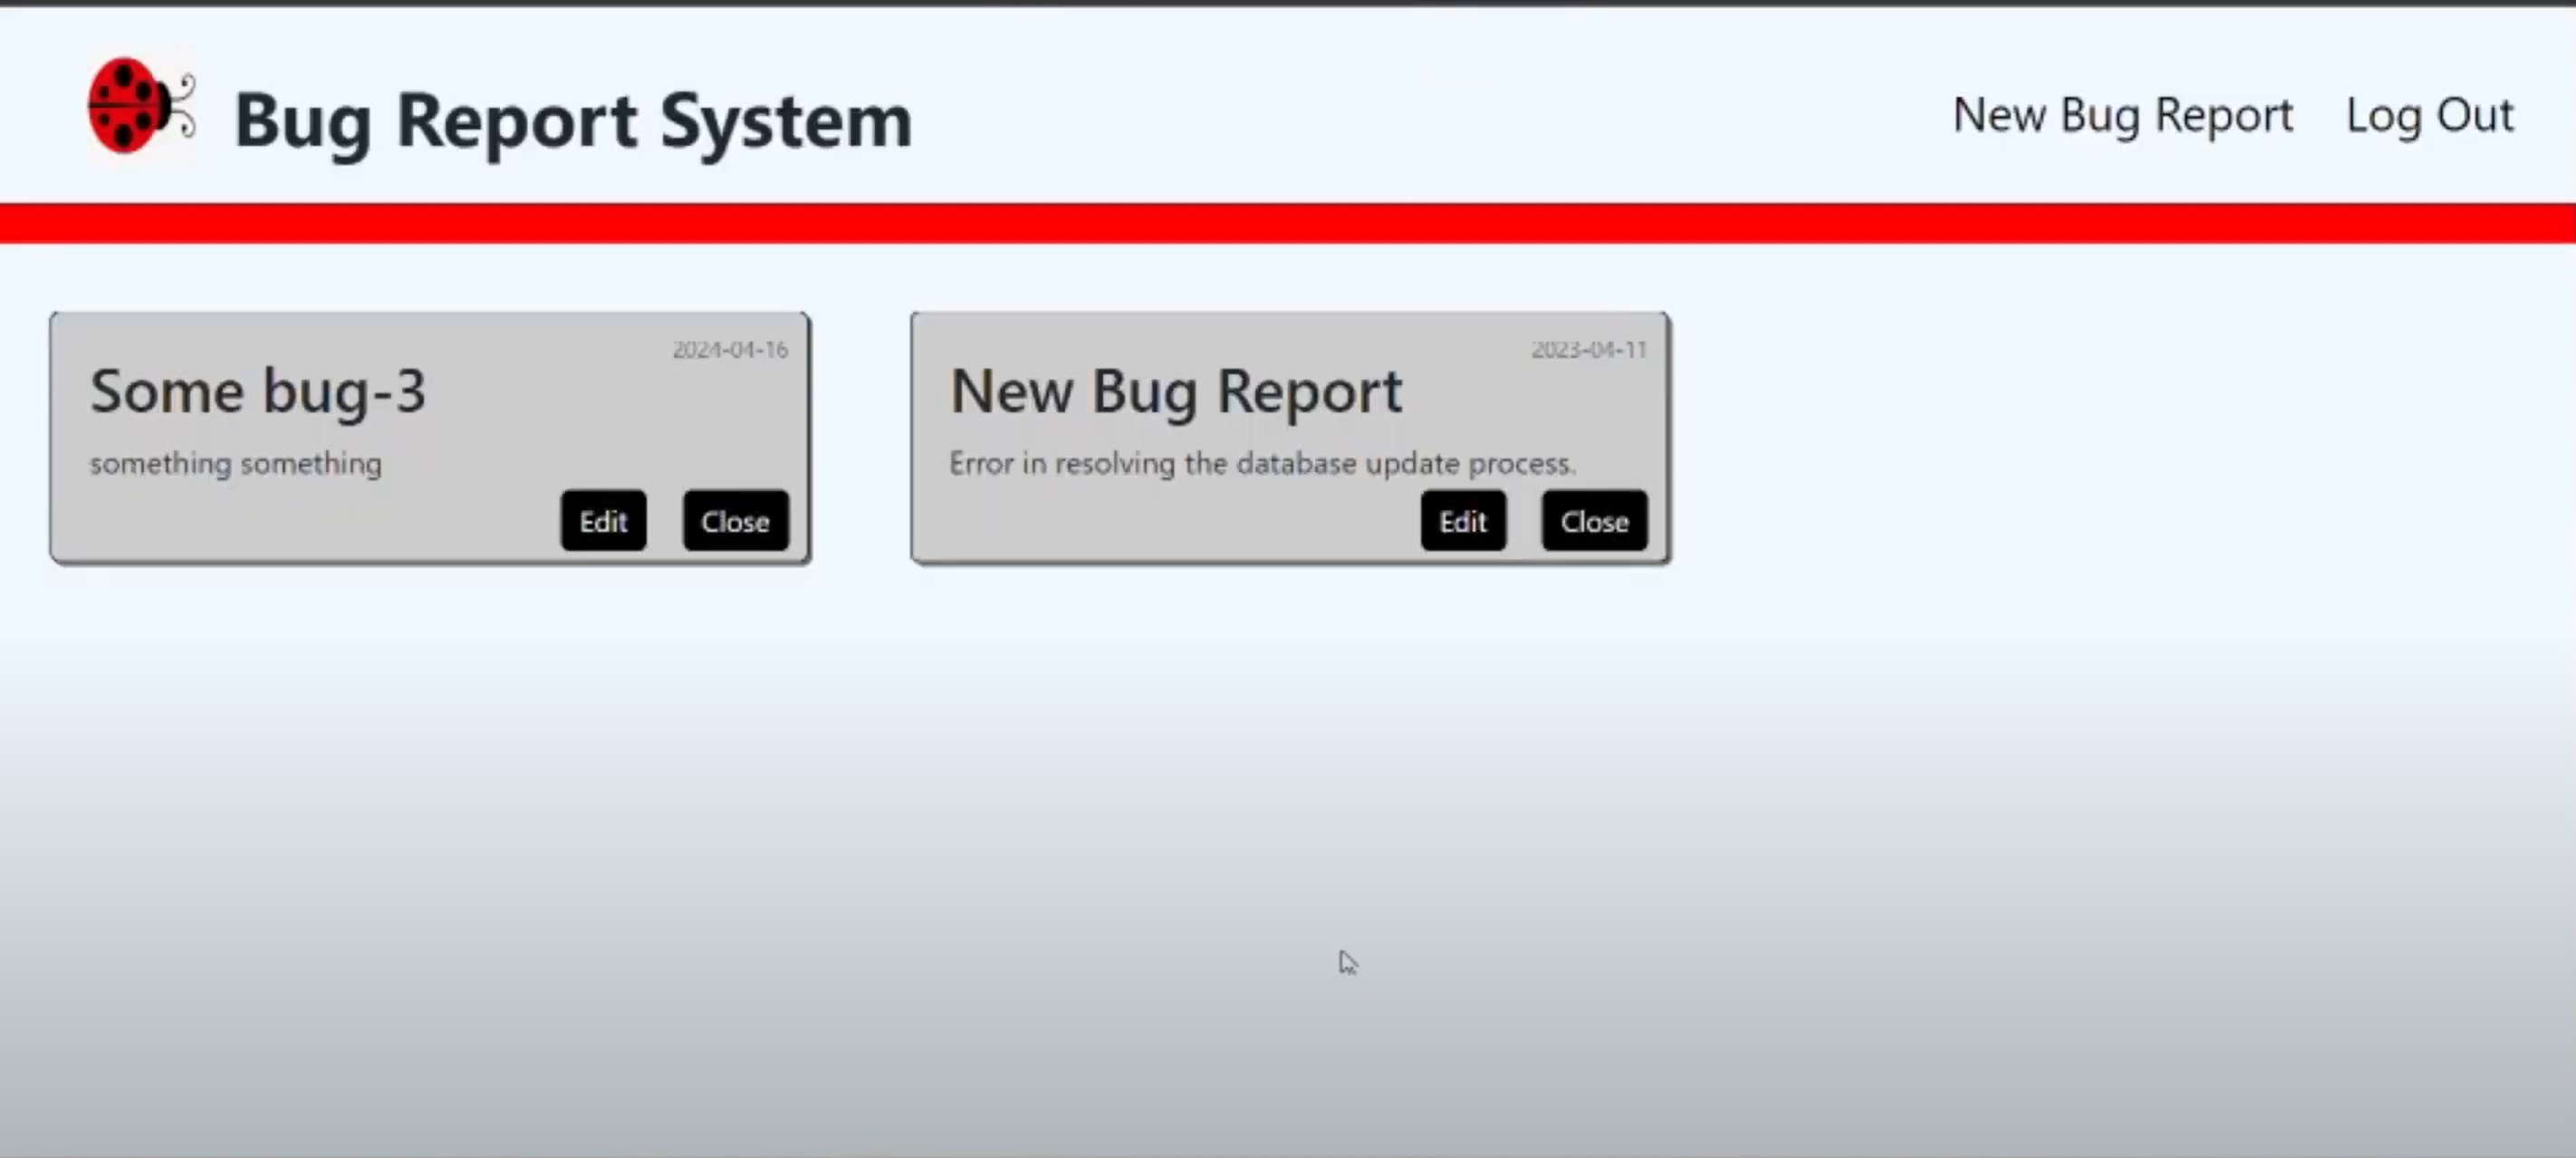 Bug Report System
New Bug Report
Log Out
2024-04-16
Some bug-3
something something
Edit
Close
2023-04-11
New Bug Report
Error in resolving the database update process.
Edit
Close